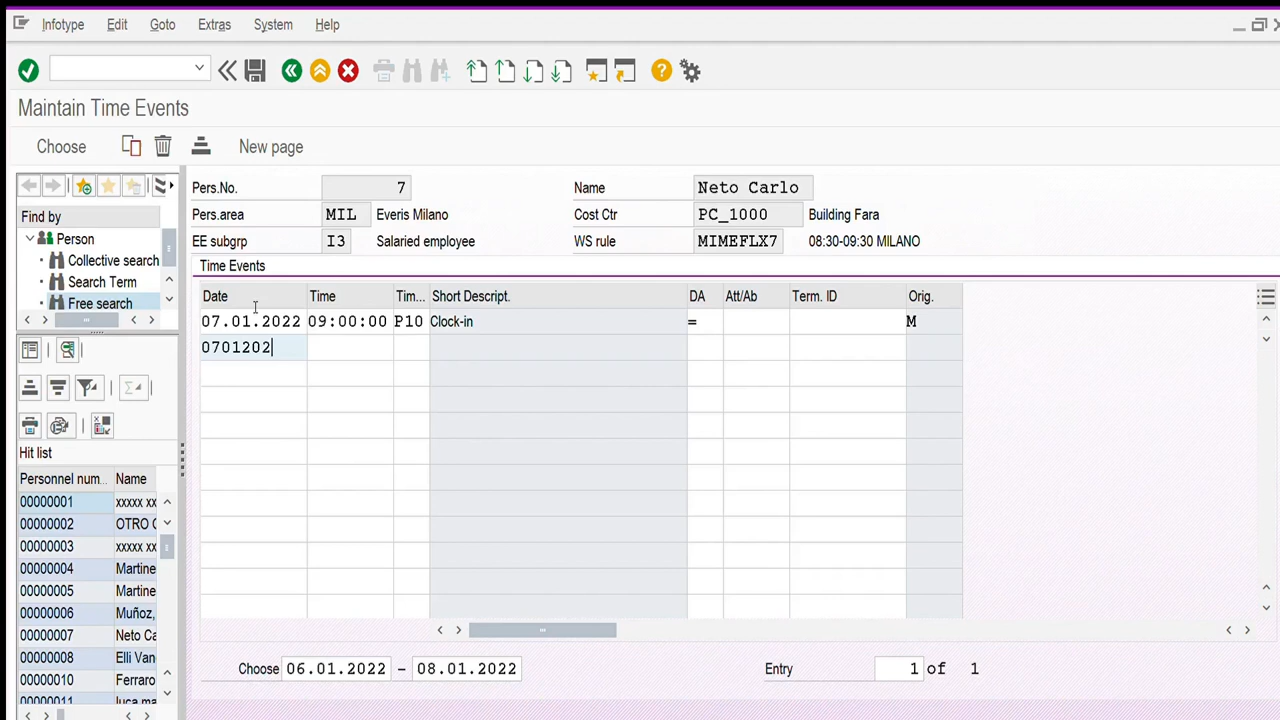 Infotype Edit Goto Extras System Help
Maintain Time Events
Choose New page
Find by
Person
Collective search
Search Term
Free search
Hit list
Personnel num... Name
00000001 xxxxx xx
00000002 OTRO
00000003 xxxxx xx
00000004 Martine
00000005 Martine
00000006 Muñoz,
00000007 Neto Ca
00000008 Elli Van
00000010 Ferraro
00000011 luca ma
Pers.No. 7 Name Neto Carlo
Pers.area MIL Everis Milano Cost Ctr PC_1000 Building Fara
EE subgrp I3 Salaried employee WS rule MIMEFLX7 08:30-09:30 MILANO
Time Events
Date Time Tim... Short Descript. DA Att/Ab Term. ID Orig.
07.01.2022 09:00:00 P10 Clock-in = M
0701202
Choose 06.01.2022 - 08.01.2022 Entry 1 of 1